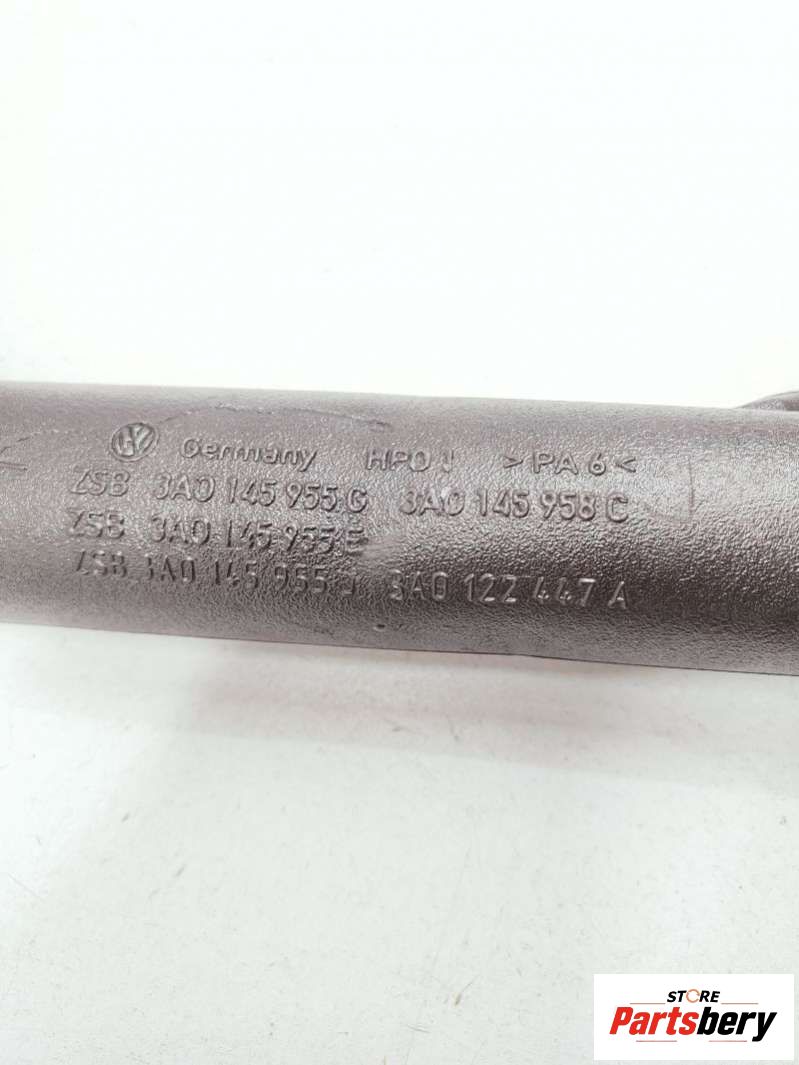 Germany HPO J >PA 6<
ZSB 3A0 145 955 G 3A0 145 958 C
ZSB 3A0 145 955 E
ZSB 3A0 145 955 J 3A0 122 447 A
STORE
Partsbery